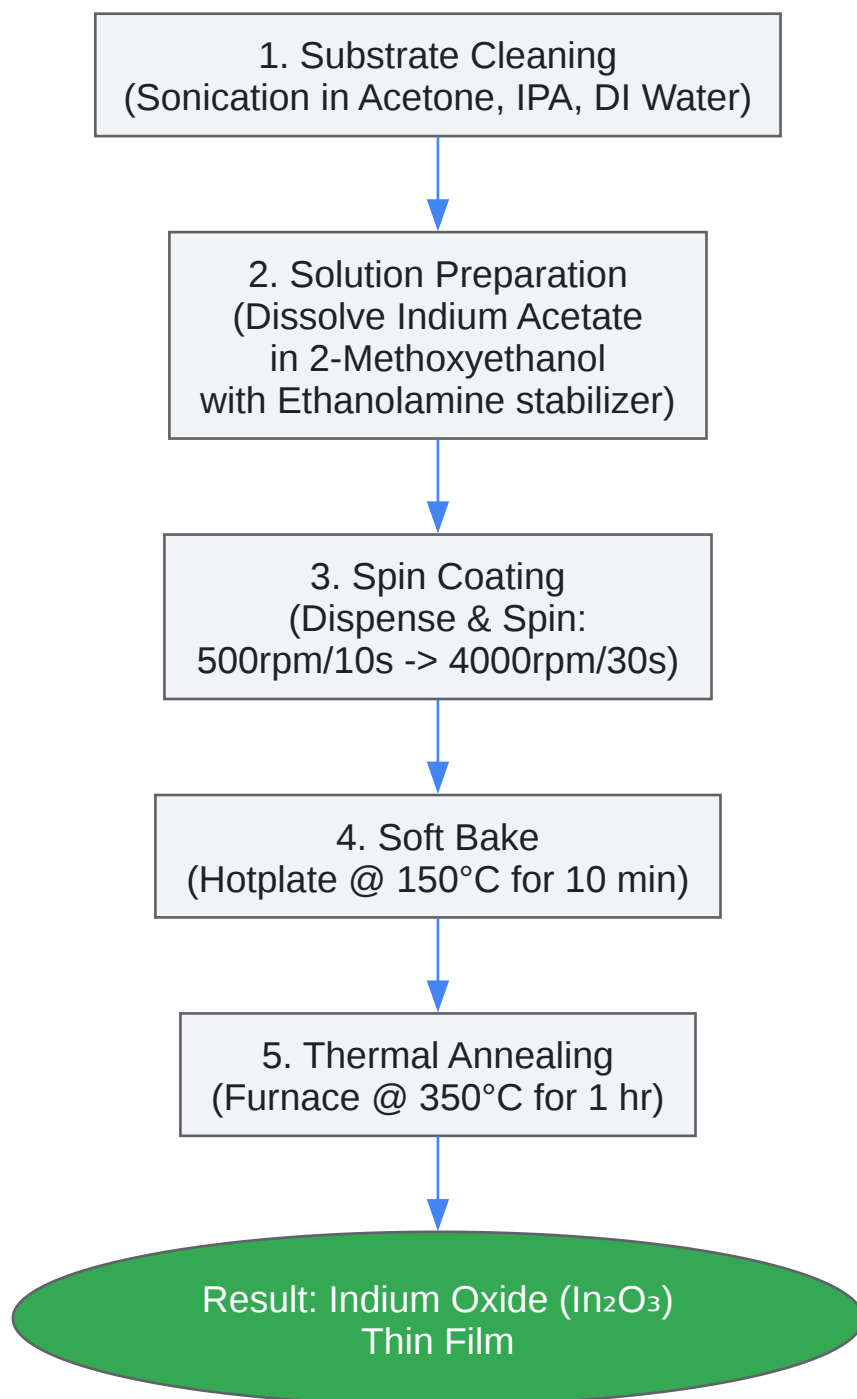 1. Substrate Cleaning
(Sonication in Acetone, IPA, DI Water)
2. Solution Preparation
(Dissolve Indium Acetate
in 2-Methoxyethanol
with Ethanolamine stabilizer)
3. Spin Coating
(Dispense & Spin:
500rpm/10s -> 4000rpm/30s)
4. Soft Bake
(Hotplate @ 150°C for 10 min)
5. Thermal Annealing
(Furnace @ 350°C for 1 hr)
Result: Indium Oxide (In₂O₃)
Thin Film